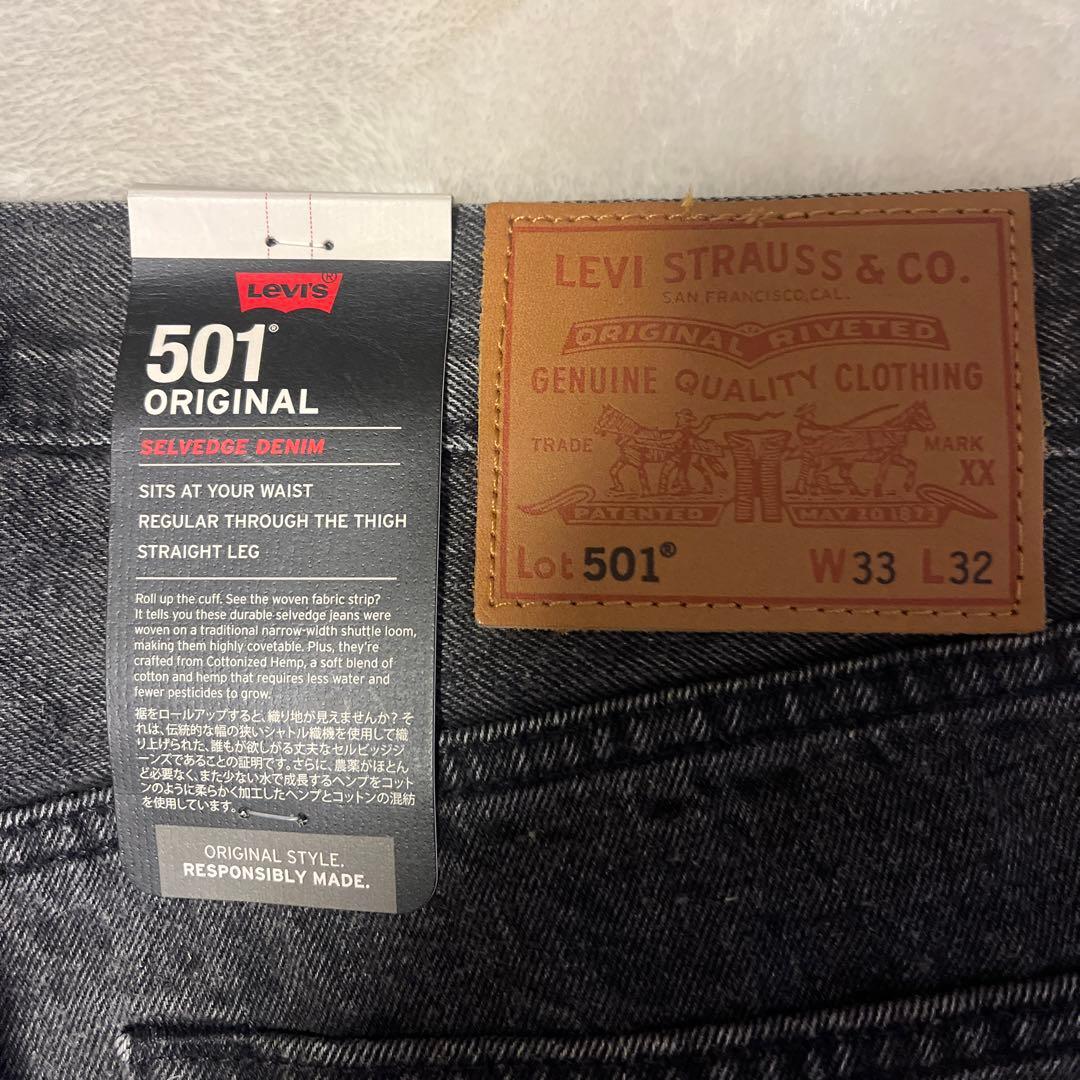 LEVI'S®
501®
ORIGINAL
SELVEDGE DENIM
SITS AT YOUR WAIST
REGULAR THROUGH THE THIGH
STRAIGHT LEG
Roll up the cuff. See the woven fabric strip?
It tells you these durable selvedge jeans were
woven on a traditional narrow-width shuttle loom,
making them highly covetable. Plus, they're
crafted from Cottonized Hemp, a soft blend of
cotton and hemp that requires less water and
fewer pesticides to grow.
裾をロールアップすると、織り地が見えませんか？そ
れは、伝統的な幅の狭いシャトル織機を使用して織
り上げられた、誰もが欲しがる丈夫なセルビッジジ
ーンズであることの証明です。さらに、農薬がほとん
ど必要なく、また少ない水で成長するヘンプをコット
ンのように柔らかく加工したヘンプとコットンの混紡
を使用しています。
ORIGINAL STYLE.
RESPONSIBLY MADE.
LEVI STRAUSS & CO.
SAN FRANCISCO, CAL.
ORIGINAL RIVETED
GENUINE QUALITY CLOTHING
TRADE MARK
XX
PATENTED MAY 20 1873
Lot 501® W33 L32